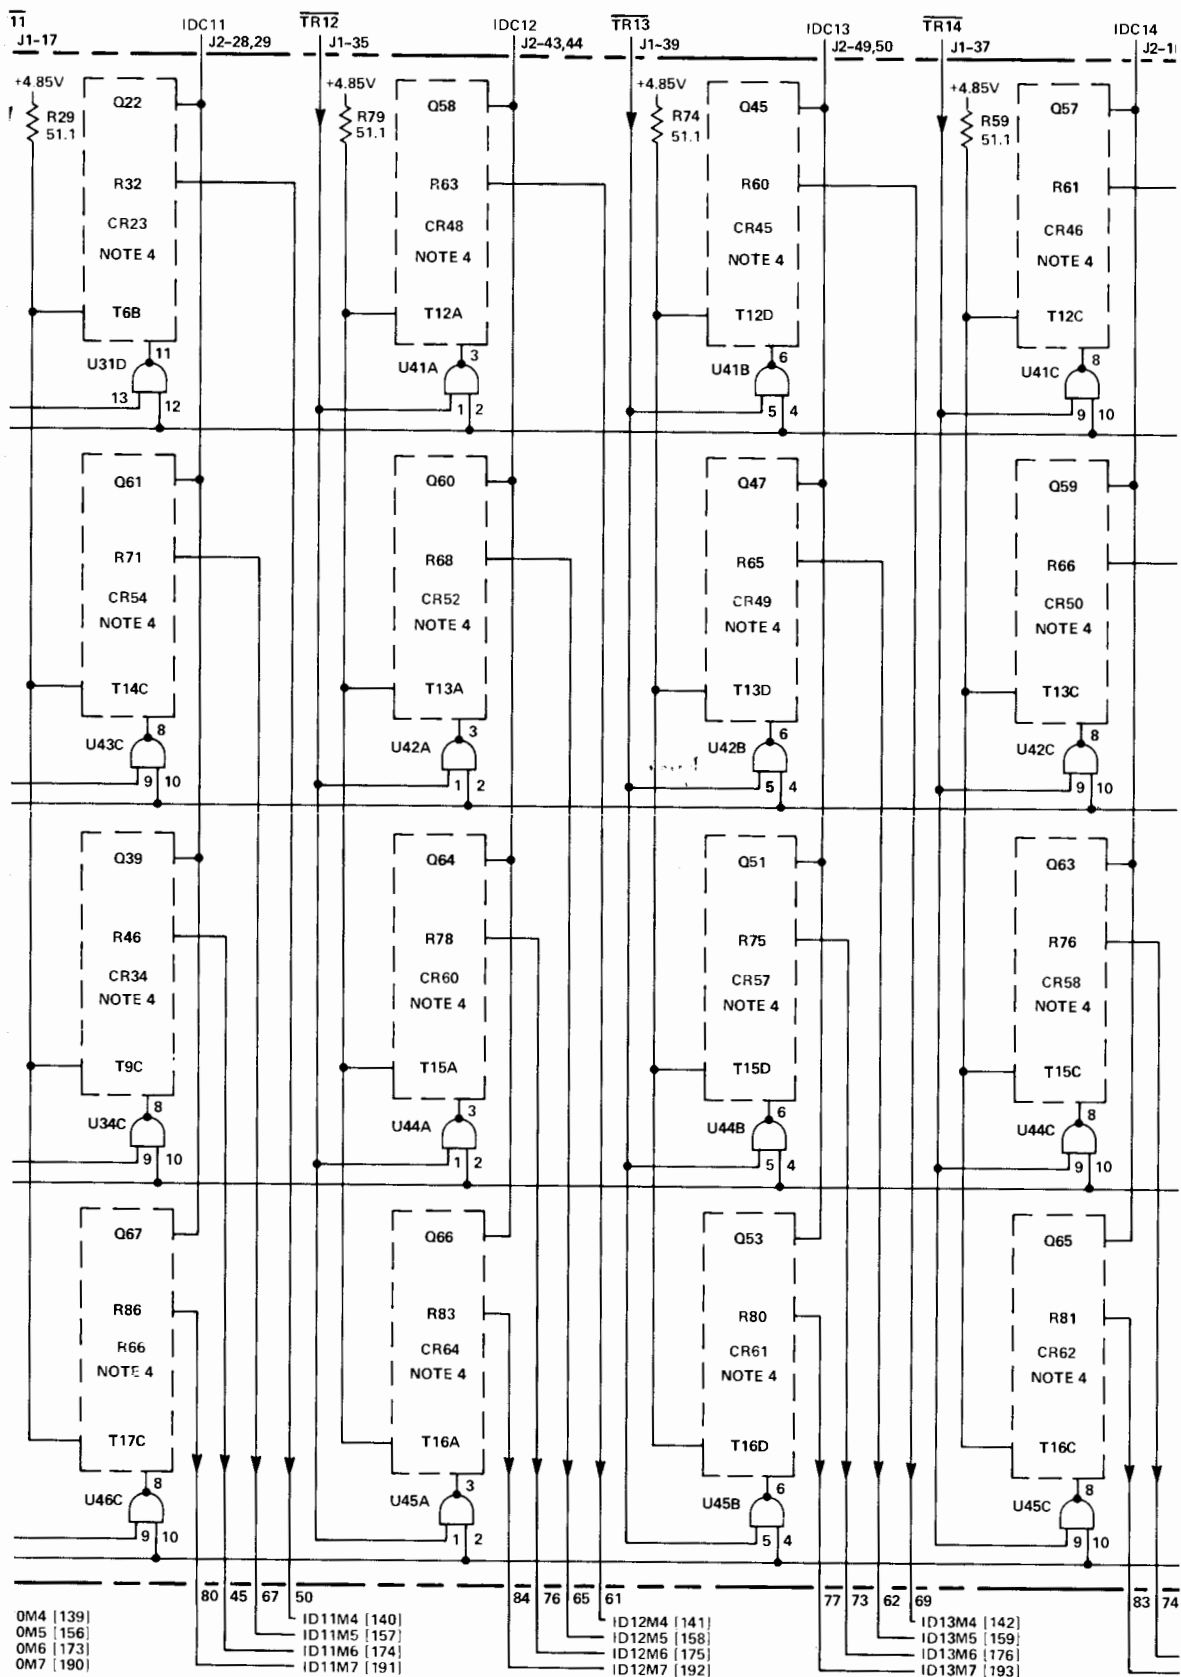 11 IDC11 TR12 IDC12 TR13 IDC13 TR14 IDC14
J1-17 J2-28,29 J1-35 J2-43,44 J1-39 J2-49,50 J1-37 J2-1
+4.85V +4.85V +4.85V +4.85V
R29 51.1 R79 51.1 R74 51.1 R59 51.1
Q22 Q58 Q45 Q57
R32 R63 R60 R61
CR23 CR48 CR45 CR46
NOTE 4 NOTE 4 NOTE 4 NOTE 4
T6B T12A T12D T12C
11 3 6 8
U31D U41A U41B U41C
13 12 1 2 5 4 9 10
Q61 Q60 Q47 Q59
R71 R68 R65 R66
CR54 CR52 CR49 CR50
NOTE 4 NOTE 4 NOTE 4 NOTE 4
T14C T13A T13D T13C
8 3 6 8
U43C U42A U42B U42C
9 10 1 2 5 4 9 10
Q39 Q64 Q51 Q63
R46 R78 R75 R76
CR34 CR60 CR57 CR58
NOTE 4 NOTE 4 NOTE 4 NOTE 4
T9C T15A T15D T15C
8 3 6 8
U34C U44A U44B U44C
9 10 1 2 5 4 9 10
Q67 Q66 Q53 Q65
R86 R83 R80 R81
R66 CR64 CR61 CR62
NOTE 4 NOTE 4 NOTE 4 NOTE 4
T17C T16A T16D T16C
8 3 6 8
U46C U45A U45B U45C
9 10 1 2 5 4 9 10
80 45 67 50 84 76 65 61 77 73 62 69 83 74
0M4 [139] ID11M4 [140] ID12M4 [141] ID13M4 [142]
0M5 [156] ID11M5 [157] ID12M5 [158] ID13M5 [159]
0M6 [173] ID11M6 [174] ID12M6 [175] ID13M6 [176]
0M7 [190] ID11M7 [191] ID12M7 [192] ID13M7 [193]